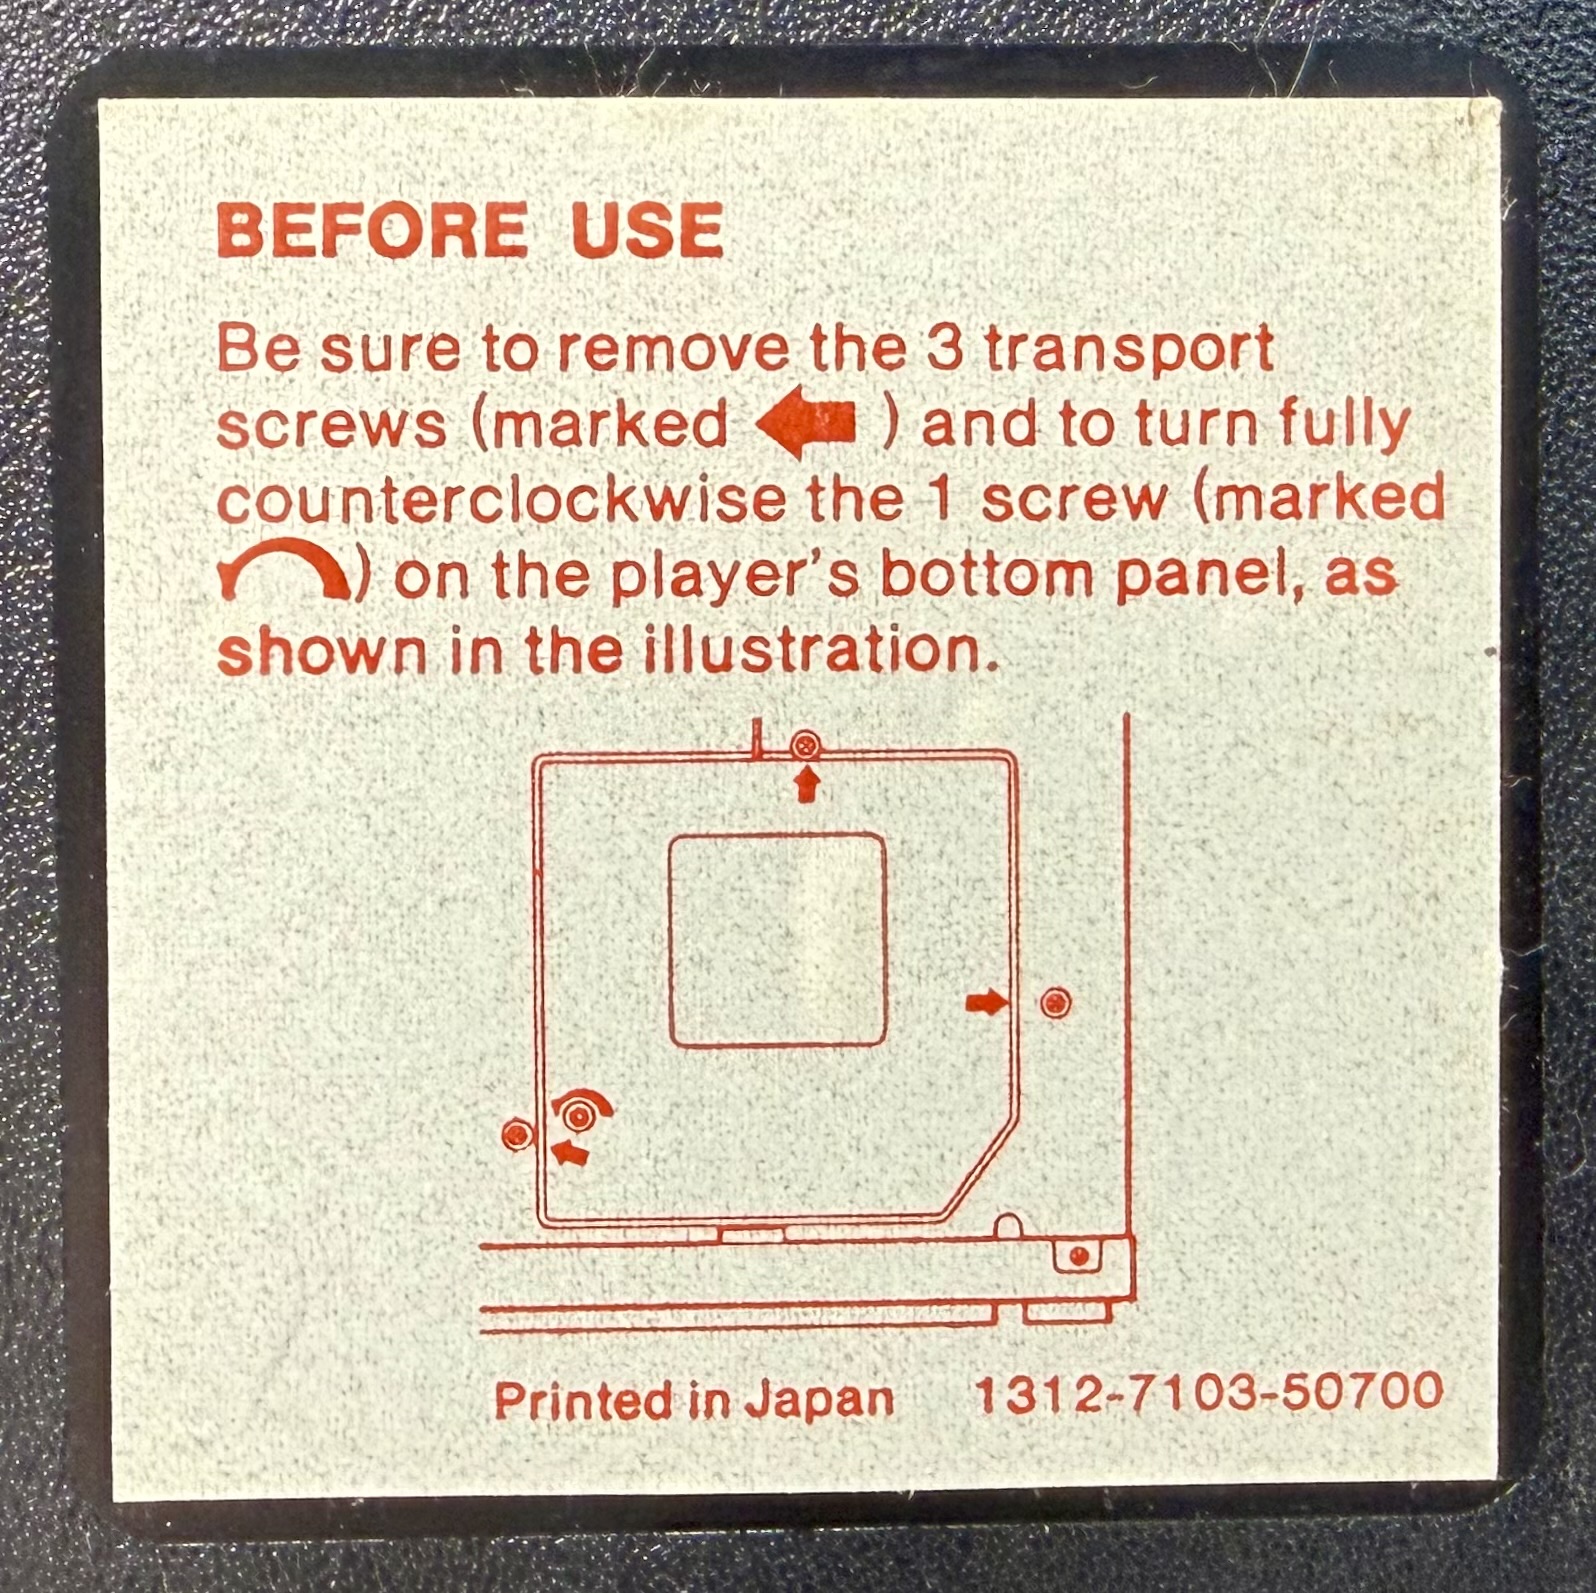 BEFORE USE
Be sure to remove the 3 transport
screws (marked ) and to turn fully
counterclockwise the 1 screw (marked
) on the player's bottom panel, as
shown in the illustration.
Printed in Japan 1312-7103-50700